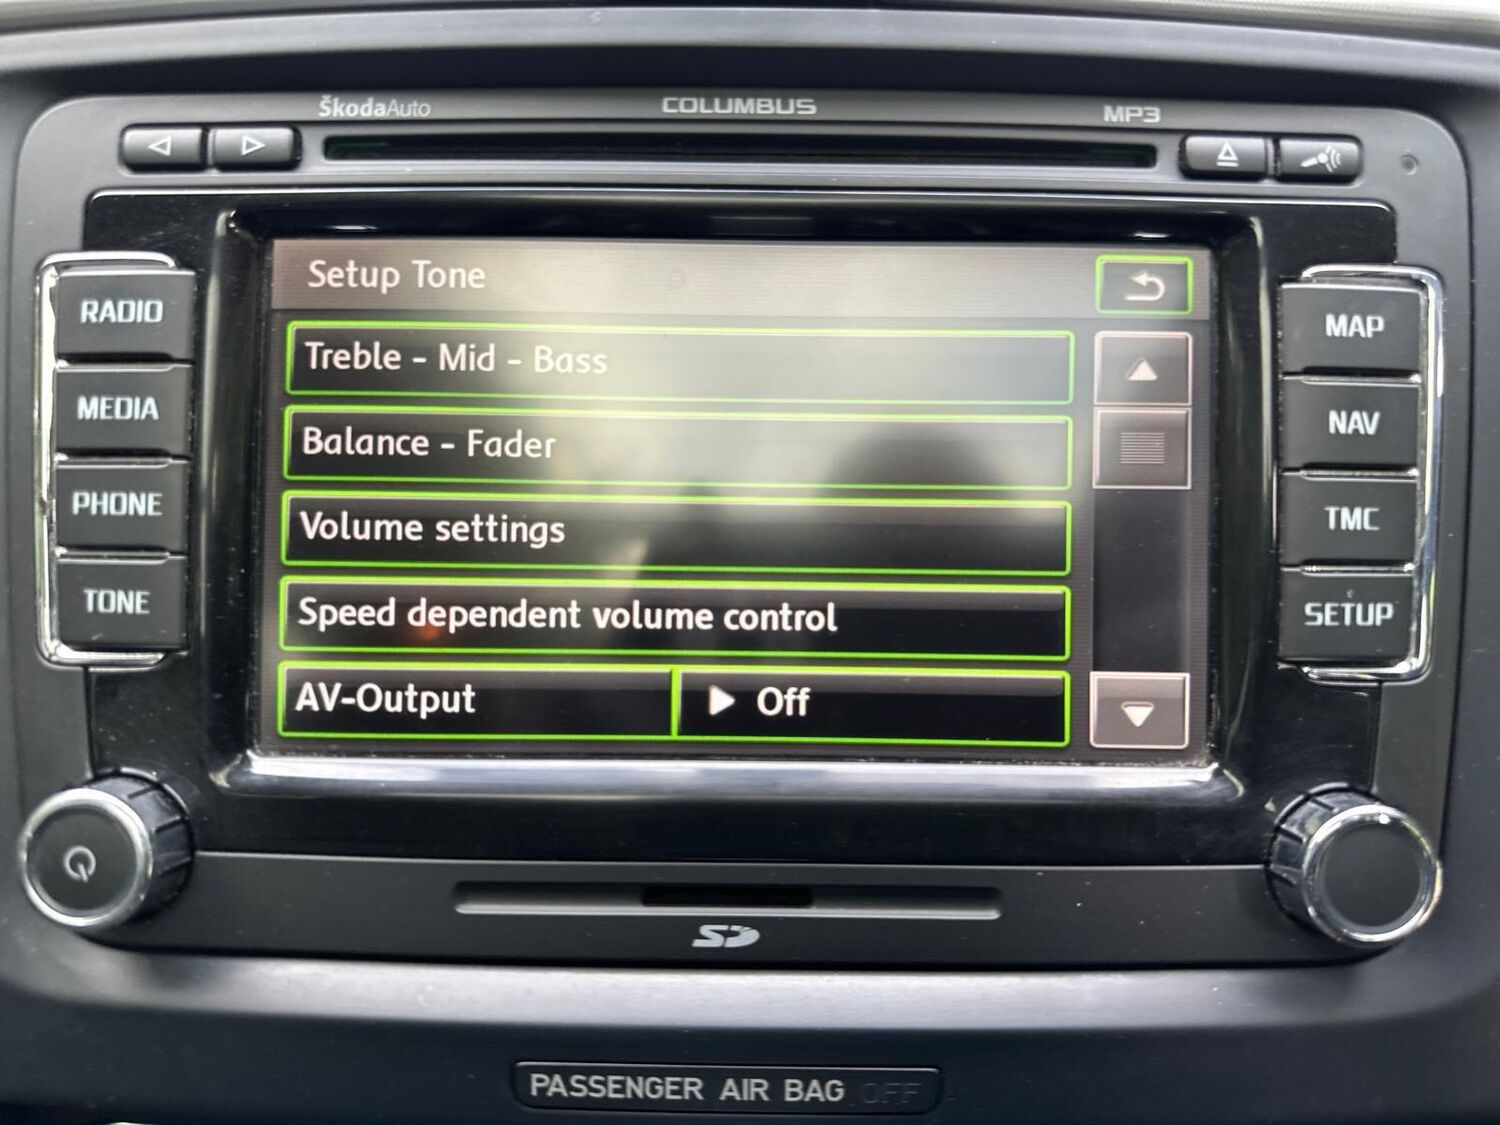 ŠkodaAuto
COLUMBUS
MP3
Setup Tone
RADIO
MEDIA
PHONE
TONE
Treble - Mid - Bass
Balance - Fader
Volume settings
Speed dependent volume control
AV-Output
Off
MAP
NAV
TMC
SETUP
SD
PASSENGER AIR BAG OFF